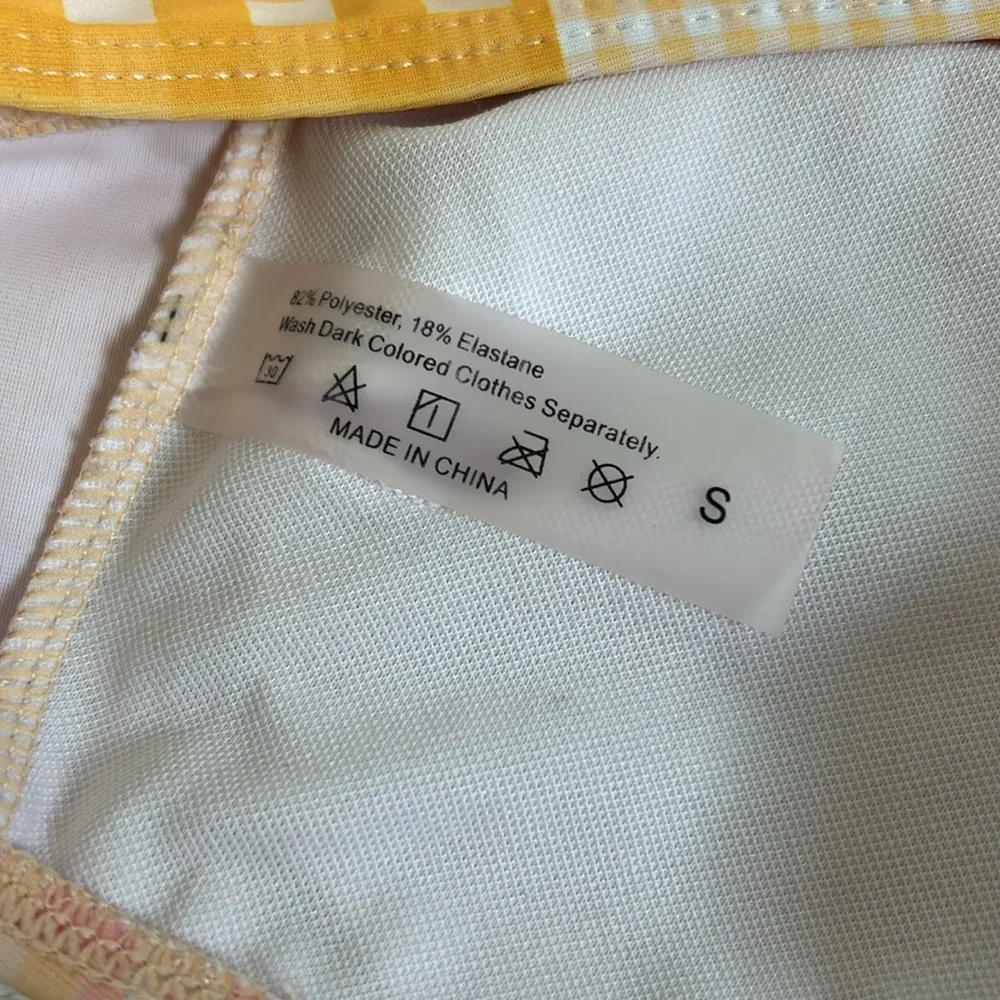 82% Polyester, 18% Elastane
Wash Dark Colored Clothes Separately.
30
MADE IN CHINA
S